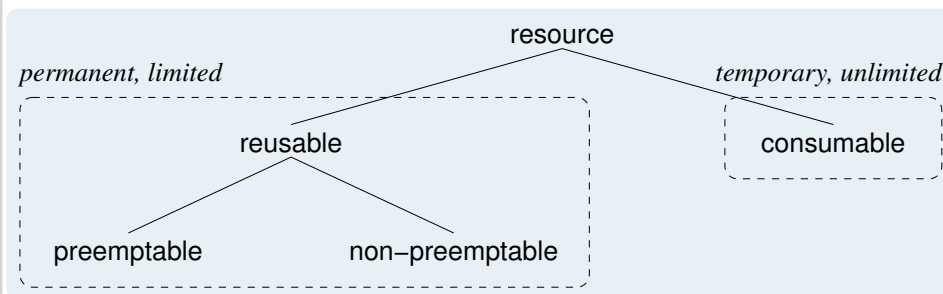 resource
permanent, limited
temporary, unlimited
reusable
consumable
preemptable
non−preemptable